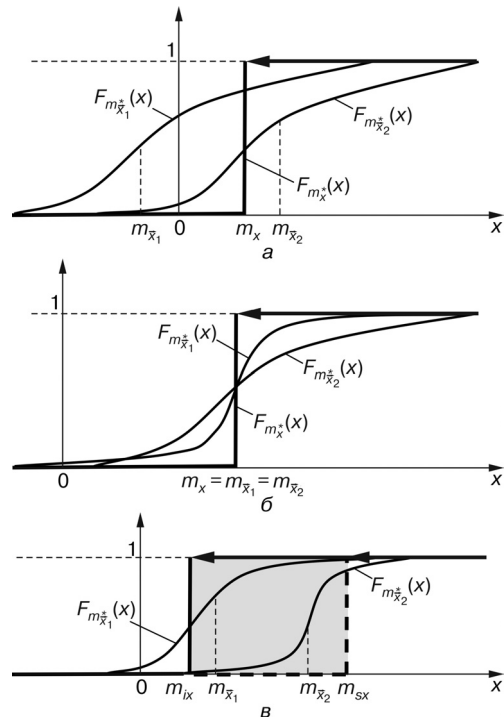 1
F_{m*_{x̄₁}}(x)
F_{m*_{x̄₂}}(x)
F_{m*_x}(x)
m_{x̄₁} 0 m_x m_{x̄₂} x
а
1
F_{m*_{x̄₁}}(x)
F_{m*_{x̄₂}}(x)
F_{m*_x}(x)
0 m_x = m_{x̄₁} = m_{x̄₂} x
б
1
F_{m*_{x̄₁}}(x) F_{m*_{x̄₂}}(x)
0 m_{ix} m_{x̄₁} m_{x̄₂} m_{sx} x
в